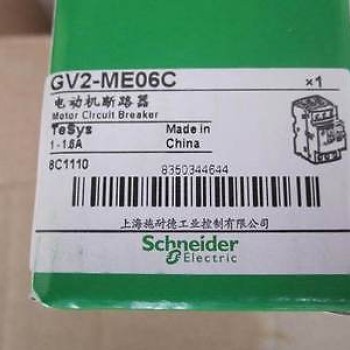 GV2-ME06C ×1
电动机断路器
Motor Circuit Breaker
TeSys Made in
1-1.6A China
8C1110 8350344644
上海施耐德工业控制有限公司
Schneider
Electric